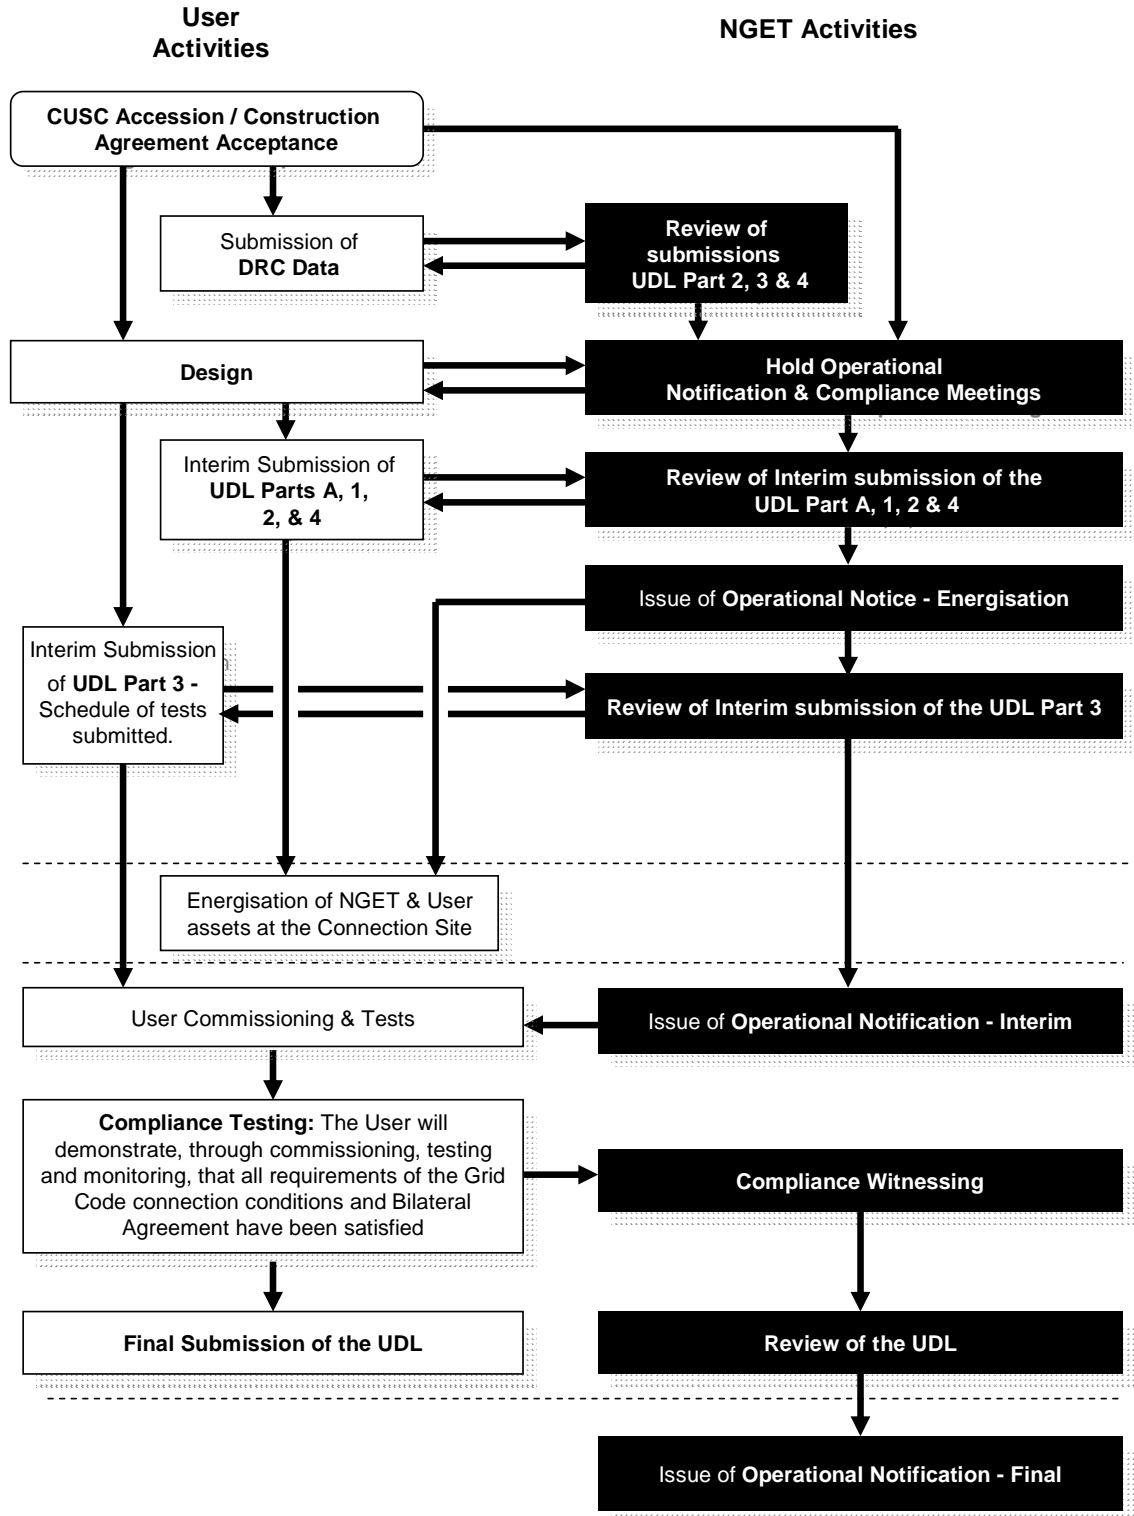 User
Activities
NGET Activities
CUSC Accession / Construction
Agreement Acceptance
Submission of
DRC Data
Review of
submissions
UDL Part 2, 3 & 4
Design
Hold Operational
Notification & Compliance Meetings
Interim Submission of
UDL Parts A, 1,
2, & 4
Review of Interim submission of the
UDL Part A, 1, 2 & 4
Issue of Operational Notice - Energisation
Interim Submission
of UDL Part 3 -
Schedule of tests
submitted.
Review of Interim submission of the UDL Part 3
Energisation of NGET & User
assets at the Connection Site
User Commissioning & Tests
Issue of Operational Notification - Interim
Compliance Testing: The User will
demonstrate, through commissioning, testing
and monitoring, that all requirements of the Grid
Code connection conditions and Bilateral
Agreement have been satisfied
Compliance Witnessing
Final Submission of the UDL
Review of the UDL
Issue of Operational Notification - Final